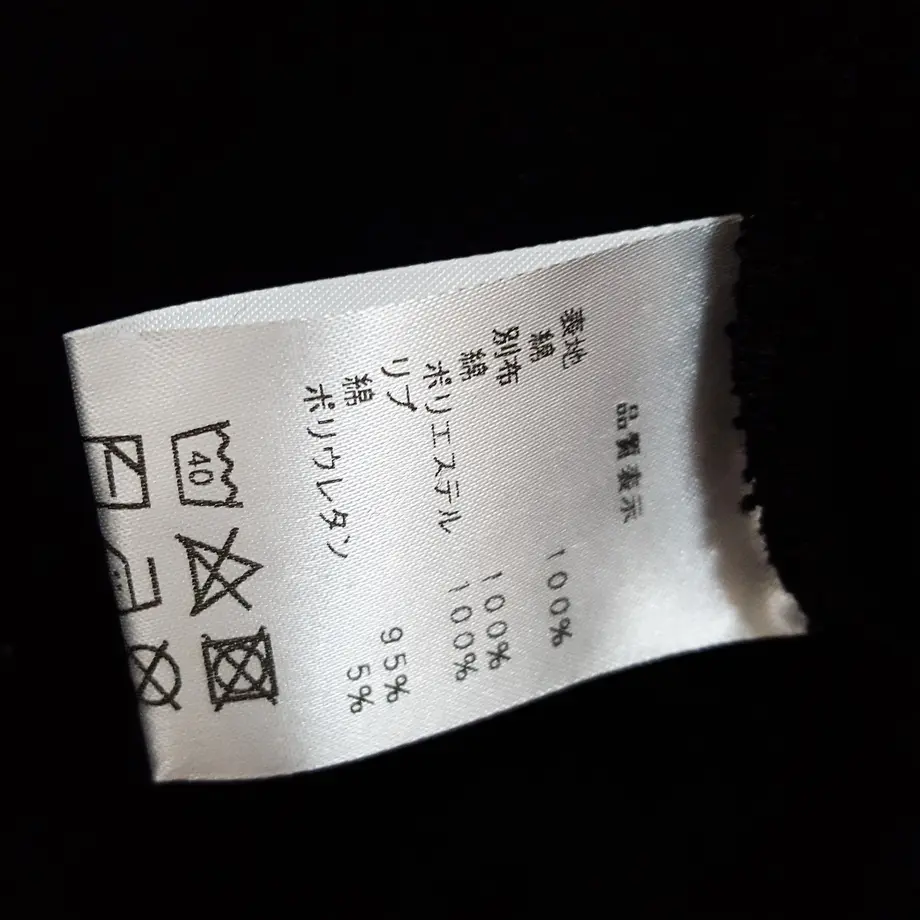 品質表示
表地
綿 100%
別布
綿 100%
ポリエステル 100%
リブ
綿 95%
ポリウレタン 5%
40